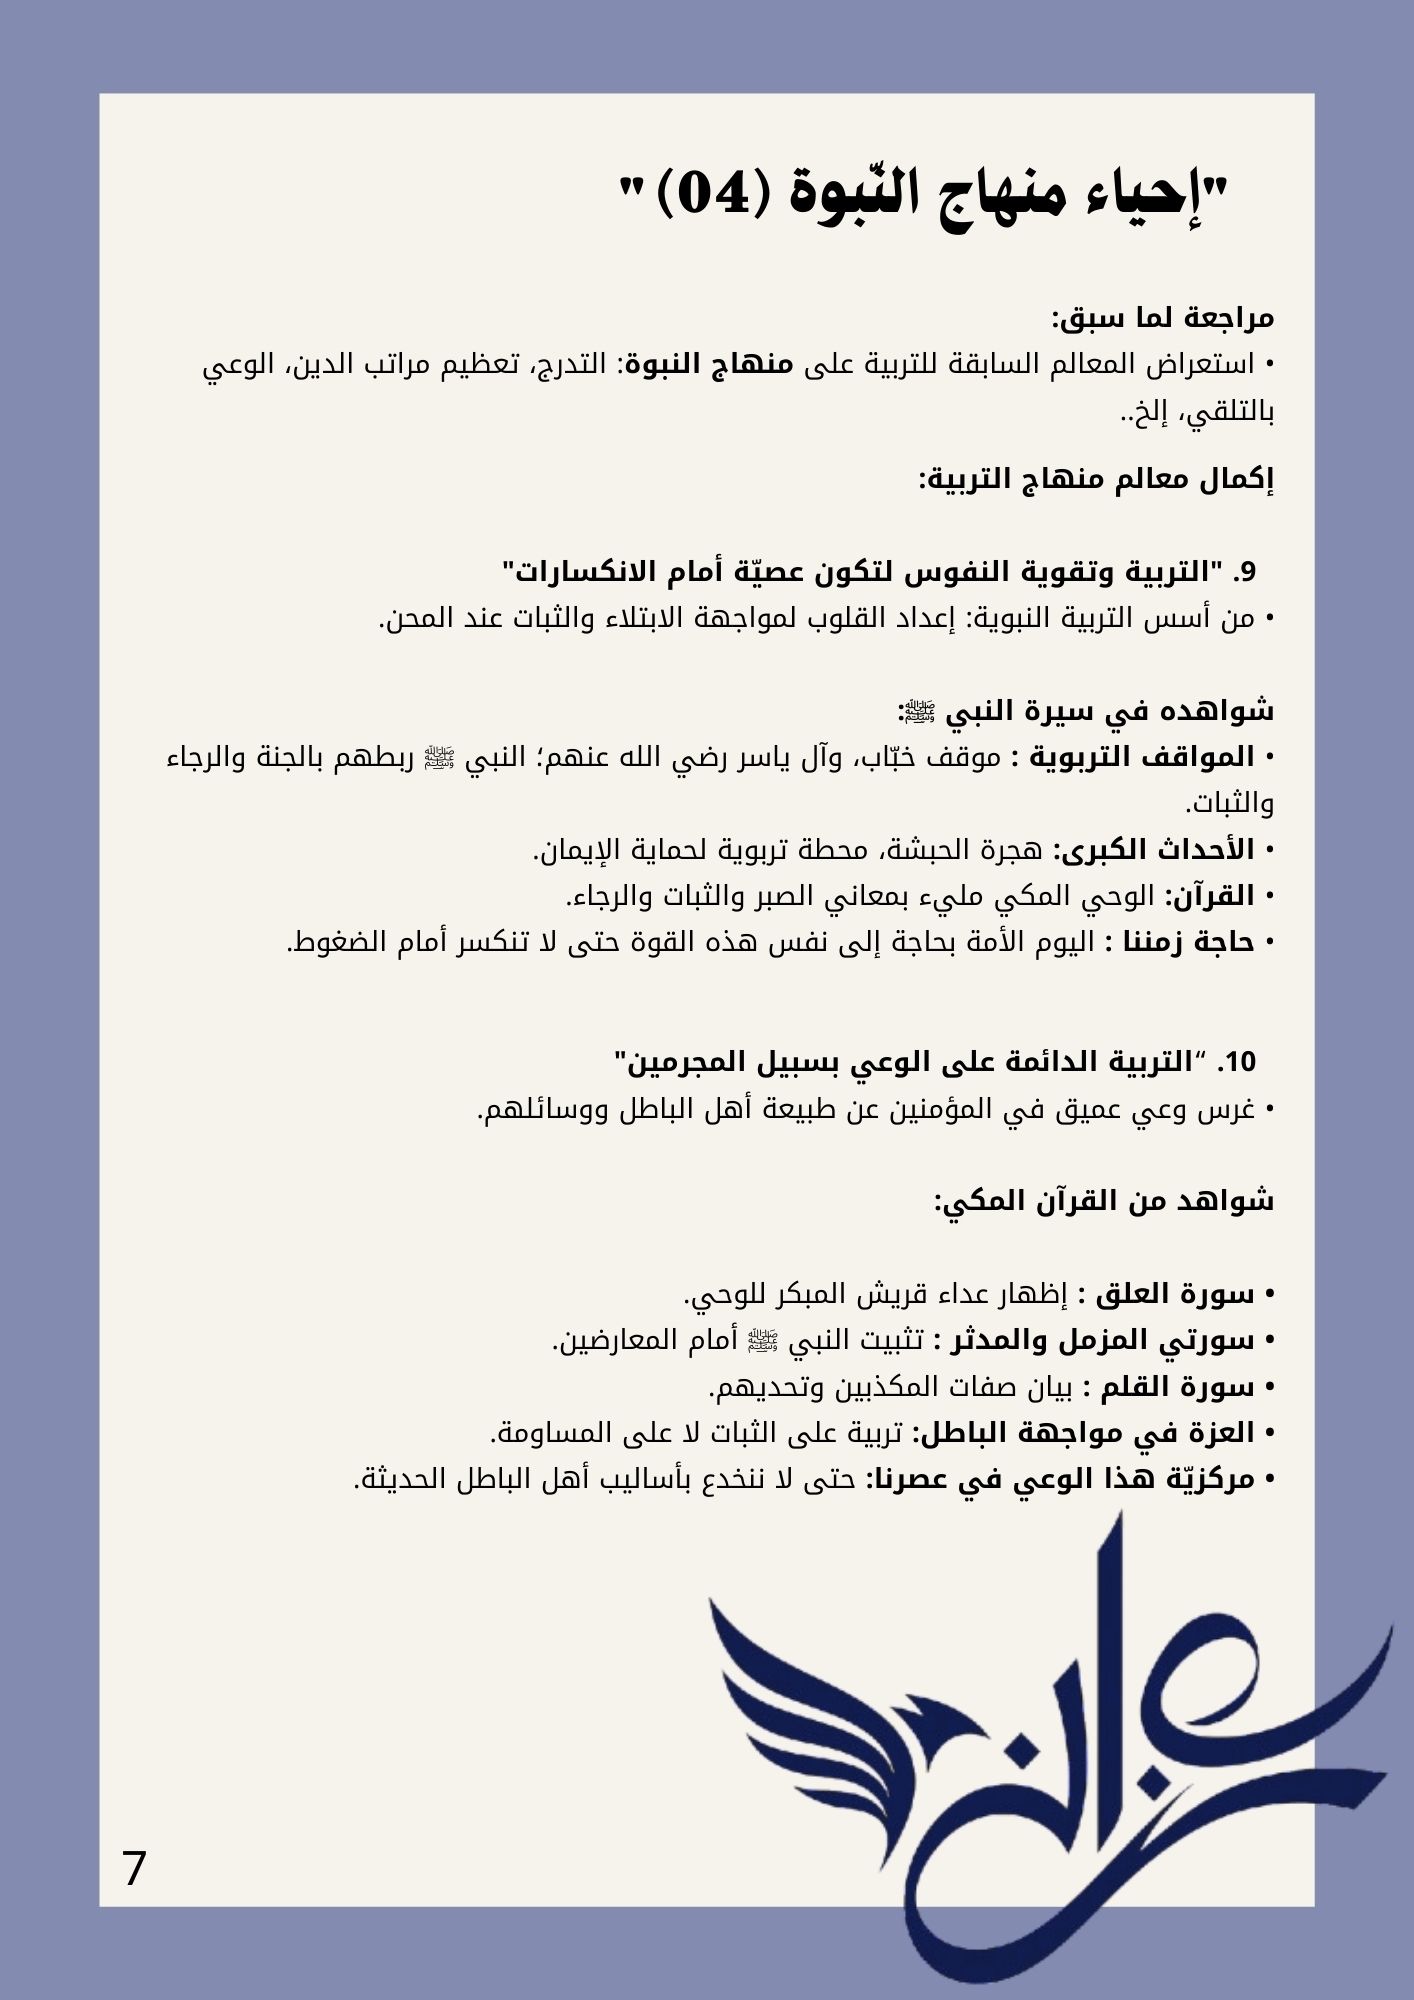 "إحياء منهاج النّبوة (04) "
مراجعة لما سبق:
• استعراض المعالم السابقة للتربية على منهاج النبوة: التدرج، تعظيم مراتب الدين، الوعي
بالتلقي، إلخ..
إكمال معالم منهاج التربية:
9. "التربية وتقوية النفوس لتكون عصيّة أمام الانكسارات"
• من أسس التربية النبوية: إعداد القلوب لمواجهة الابتلاء والثبات عند المحن.
شواهده في سيرة النبي ﷺ:
• المواقف التربوية : موقف خبّاب، وآل ياسر رضي الله عنهم؛ النبي ﷺ ربطهم بالجنة والرجاء
والثبات.
• الأحداث الكبرى: هجرة الحبشة، محطة تربوية لحماية الإيمان.
• القرآن: الوحي المكي مليء بمعاني الصبر والثبات والرجاء.
• حاجة زمننا : اليوم الأمة بحاجة إلى نفس هذه القوة حتى لا تنكسر أمام الضغوط.
10. “التربية الدائمة على الوعي بسبيل المجرمين"
• غرس وعي عميق في المؤمنين عن طبيعة أهل الباطل ووسائلهم.
شواهد من القرآن المكي:
• سورة العلق : إظهار عداء قريش المبكر للوحي.
• سورتي المزمل والمدثر : تثبيت النبي ﷺ أمام المعارضين.
• سورة القلم : بيان صفات المكذبين وتحديهم.
• العزة في مواجهة الباطل: تربية على الثبات لا على المساومة.
• مركزيّة هذا الوعي في عصرنا: حتى لا ننخدع بأساليب أهل الباطل الحديثة.
7